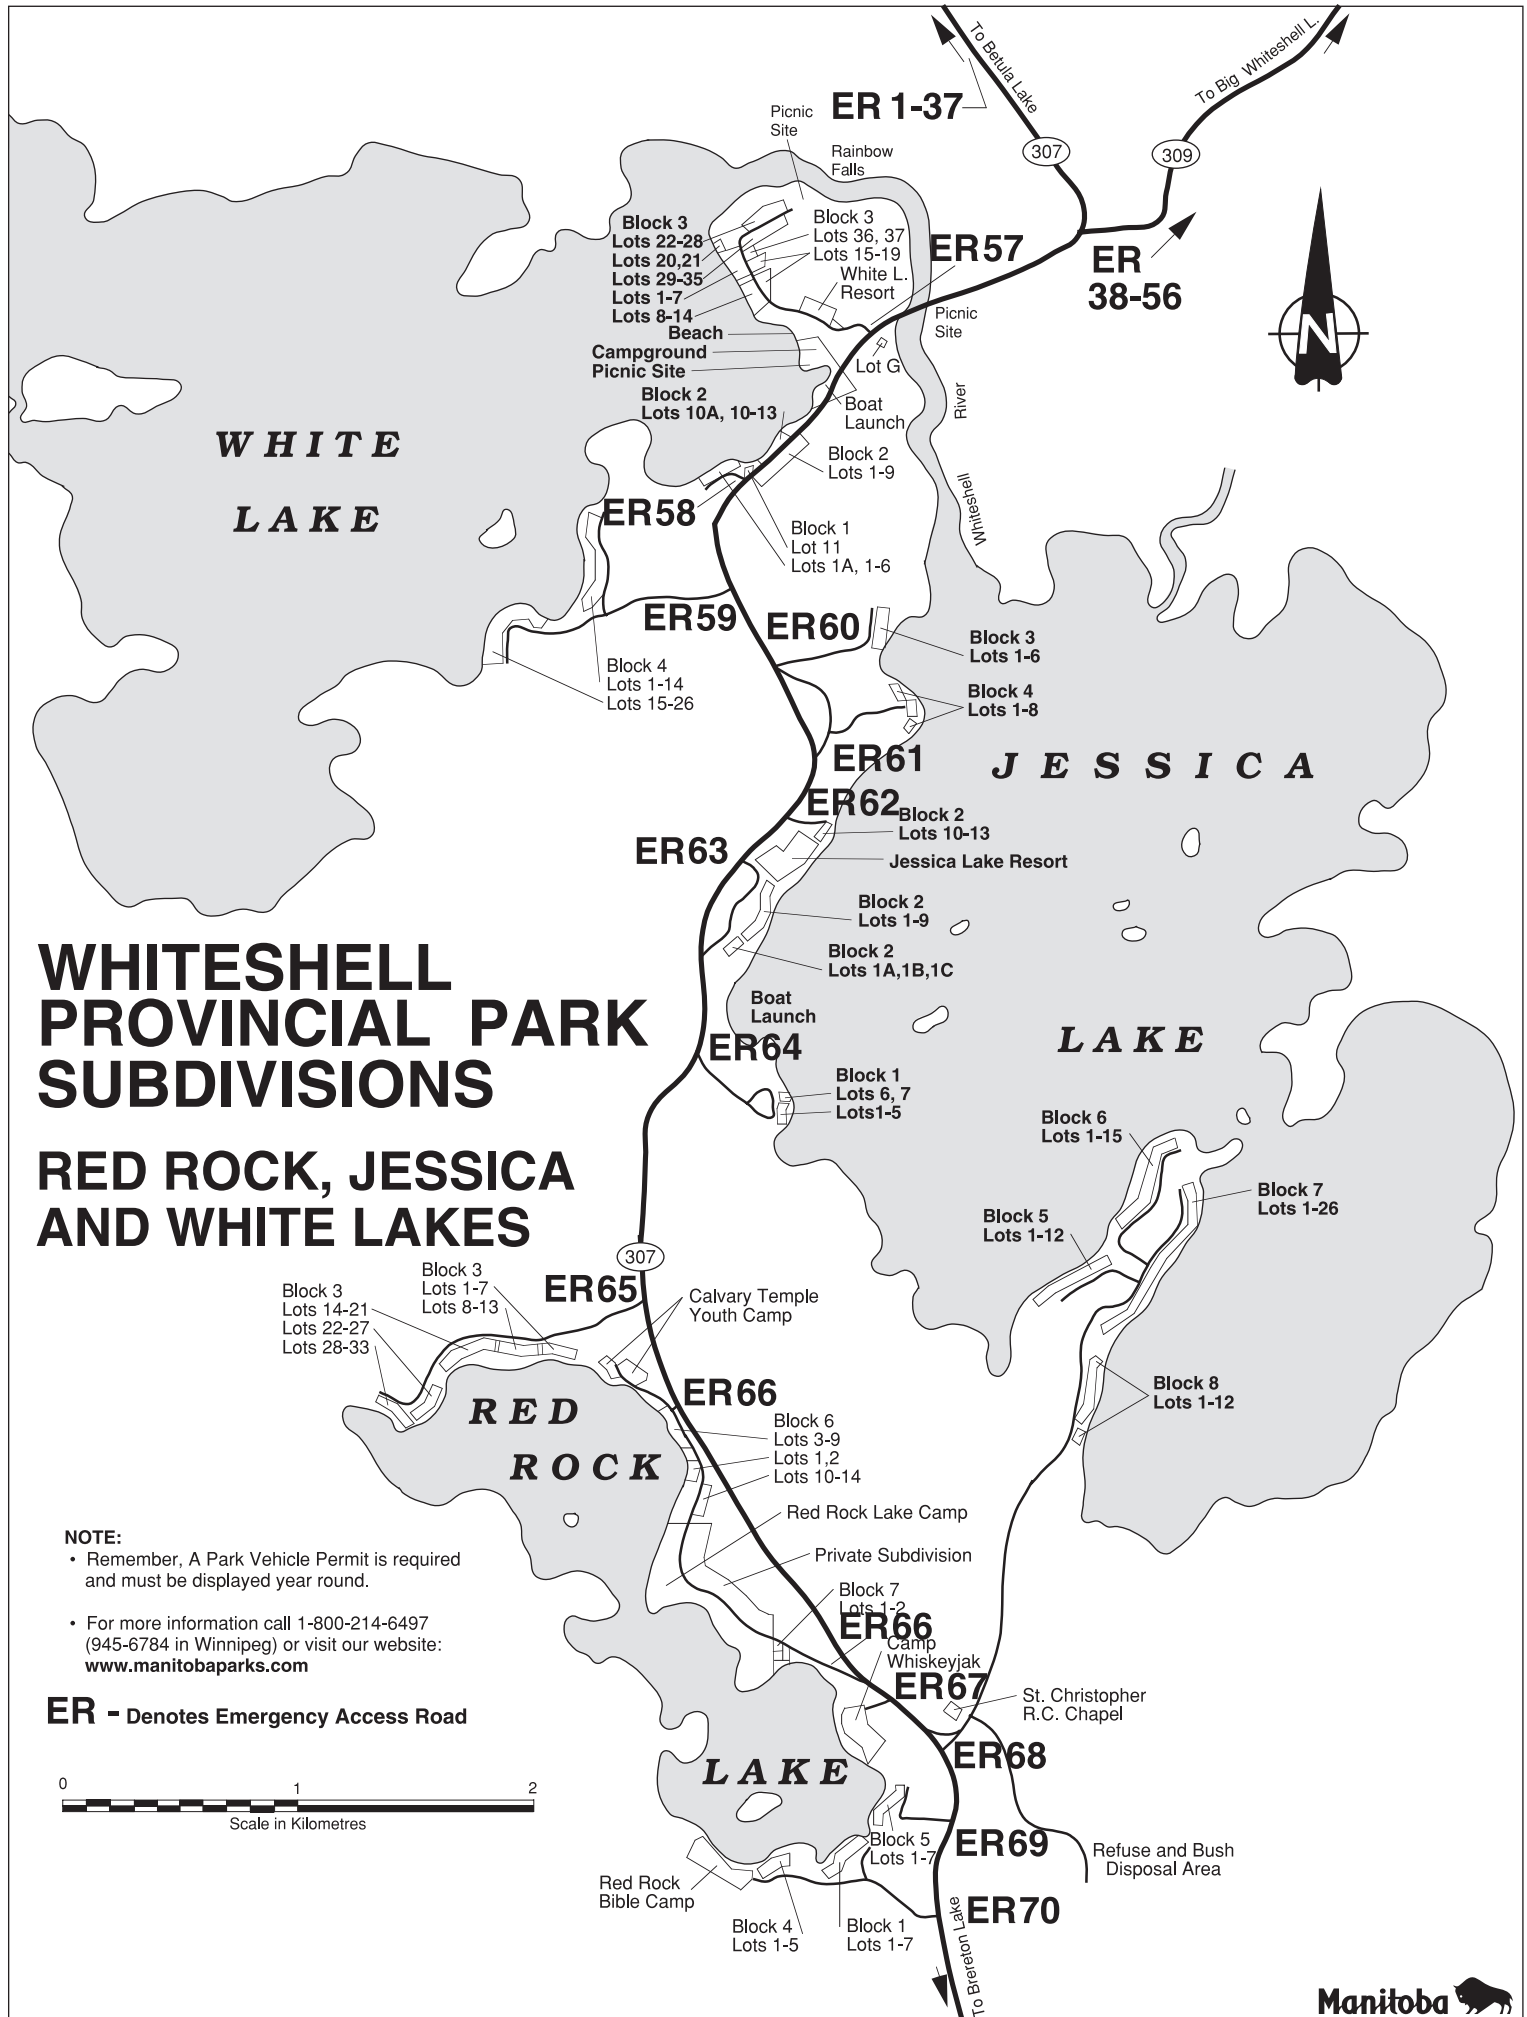 To Betula Lake
To Big Whiteshell L.
ER 1-37
Picnic
Site
Rainbow
Falls
307
309
Block 3
Lots 22-28
Lots 20,21
Lots 29-35
Lots 1-7
Lots 8-14
Beach
Campground
Picnic Site
Block 3
Lots 36, 37
Lots 15-19
White L.
Resort
ER57
ER
38-56
Picnic
Site
N
Lot G
Block 2
Lots 10A, 10-13
Boat
Launch
River
Whiteshell
WHITE
LAKE
Block 2
Lots 1-9
ER58
Block 1
Lot 11
Lots 1A, 1-6
ER59
ER60
Block 3
Lots 1-6
Block 4
Lots 1-14
Lots 15-26
Block 4
Lots 1-8
ER61
JESSICA
ER62
Block 2
Lots 10-13
ER63
Jessica Lake Resort
Block 2
Lots 1-9
Block 2
Lots 1A,1B,1C
WHITESHELL
PROVINCIAL PARK
SUBDIVISIONS
Boat
Launch
LAKE
ER64
Block 1
Lots 6, 7
Lots1-5
Block 6
Lots 1-15
RED ROCK, JESSICA
AND WHITE LAKES
Block 7
Lots 1-26
Block 5
Lots 1-12
307
Block 3
Lots 1-7
Lots 8-13
ER65
Block 3
Lots 14-21
Lots 22-27
Lots 28-33
Calvary Temple
Youth Camp
ER66
Block 8
Lots 1-12
RED
ROCK
Block 6
Lots 3-9
Lots 1,2
Lots 10-14
Red Rock Lake Camp
Private Subdivision
NOTE:
• Remember, A Park Vehicle Permit is required
and must be displayed year round.
• For more information call 1-800-214-6497
(945-6784 in Winnipeg) or visit our website:
www.manitobaparks.com
Block 7
Lots 1-2
ER66
Camp
Whiskeyjak
ER67
St. Christopher
R.C. Chapel
ER - Denotes Emergency Access Road
ER68
LAKE
0 1 2
Scale in Kilometres
Block 5
Lots 1-7
ER69
Refuse and Bush
Disposal Area
Red Rock
Bible Camp
ER70
Block 4
Lots 1-5
Block 1
Lots 1-7
To Brereton Lake
Manitoba